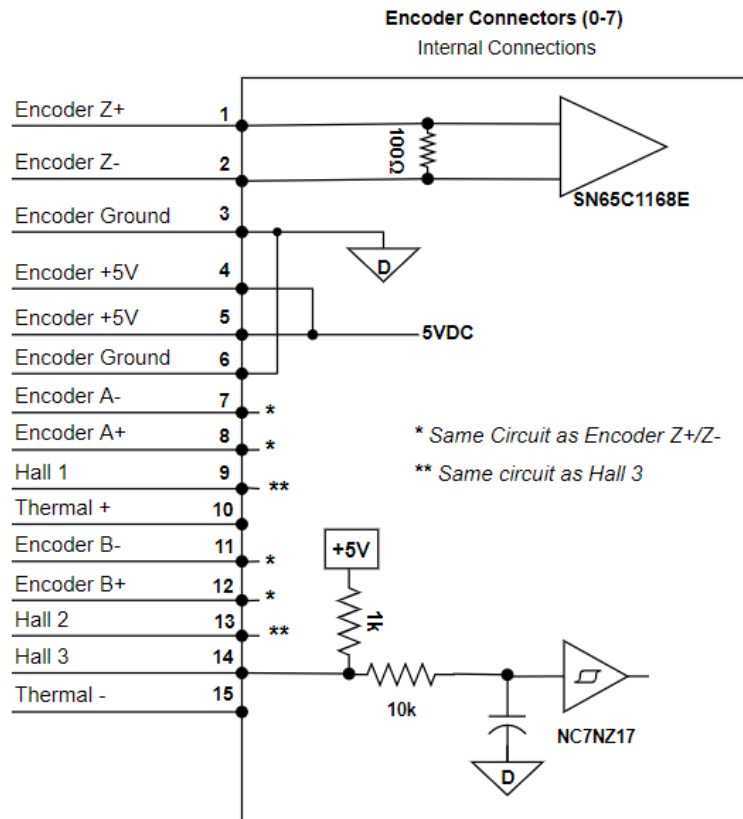 Encoder Connectors (0-7)
Internal Connections
Encoder Z+ 1
100Ω
Encoder Z- 2
SN65C1168E
Encoder Ground 3
D
Encoder +5V 4
Encoder +5V 5
5VDC
Encoder Ground 6
Encoder A- 7 *
Encoder A+ 8 *
* Same Circuit as Encoder Z+/Z-
Hall 1 9 **
** Same circuit as Hall 3
Thermal + 10
Encoder B- 11 *
+5V
Encoder B+ 12 *
1k
Hall 2 13 **
Hall 3 14
Thermal - 15
10k
NC7NZ17
D